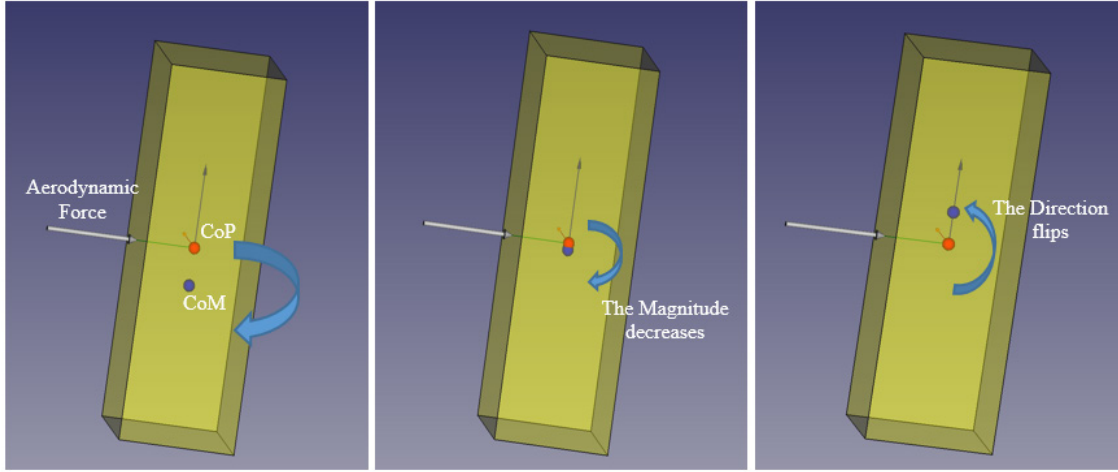 Aerodynamic
Force
CoP
CoM
The Magnitude
decreases
The Direction
flips